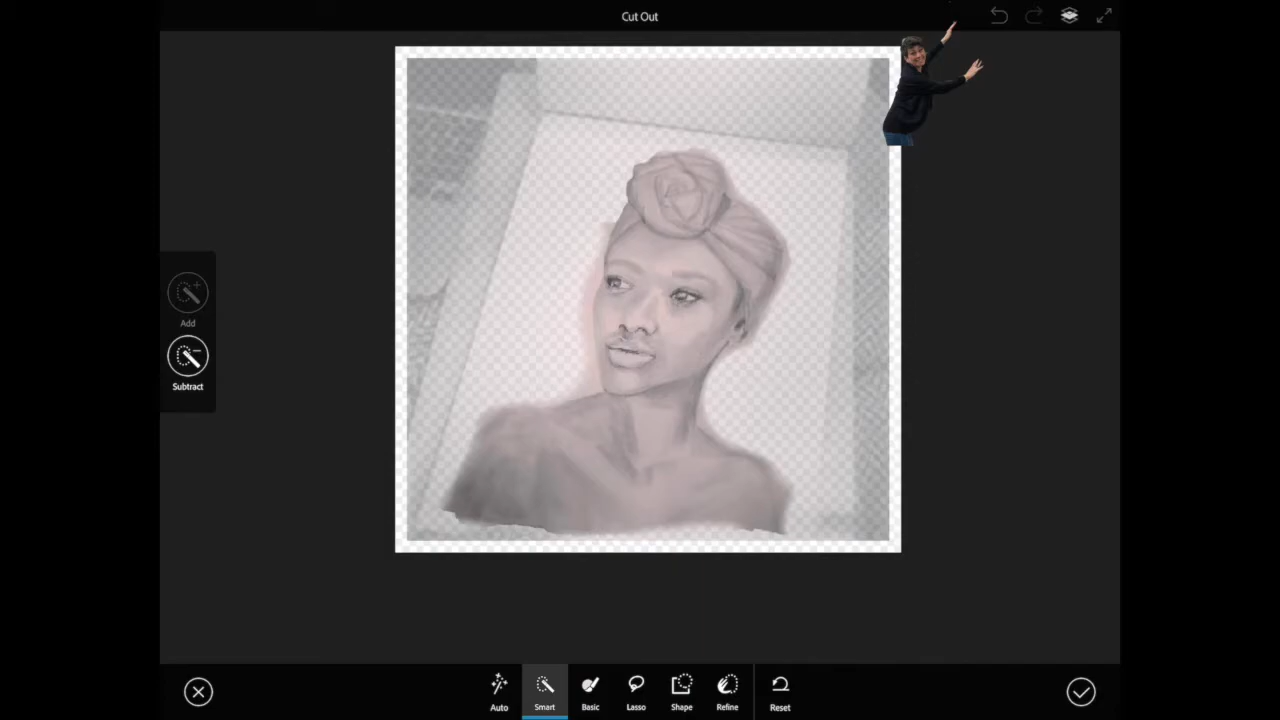 Cut Out
Add
Subtract
Auto
Smart
Basic
Lasso
Shape
Refine
Reset